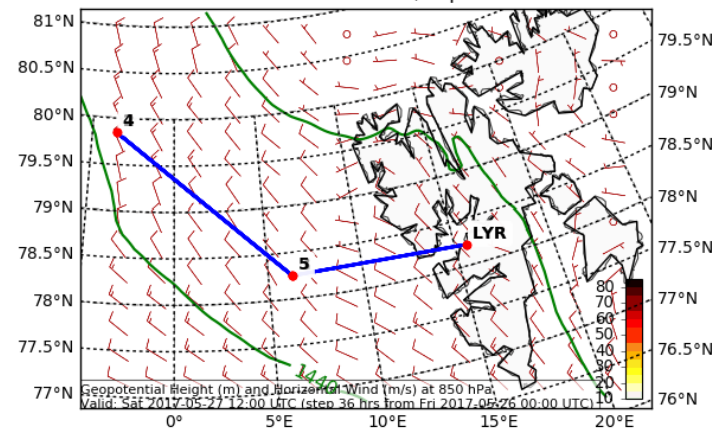 81°N
80.5°N
80°N
79.5°N
79°N
78.5°N
78°N
77.5°N
77°N
79.5°N
79°N
78.5°N
78°N
77.5°N
77°N
76.5°N
76°N
4
5
LYR
1440
80
70
60
50
40
30
20
10
Geopotential Height (m) and Horizontal Wind (m/s) at 850 hPa
Valid: Sat 2017-05-27 12:00 UTC (step 36 hrs from Fri 2017-05-26 00:00 UTC)
0° 5°E 10°E 15°E 20°E